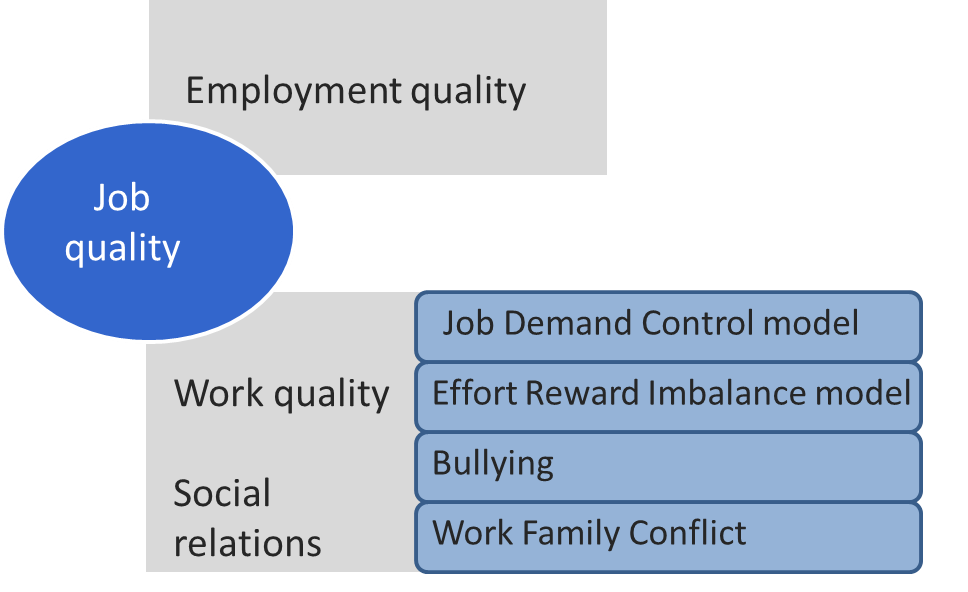 Employment quality
Job
quality
Job Demand Control model
Work quality
Effort Reward Imbalance model
Bullying
Social
relations
Work Family Conflict